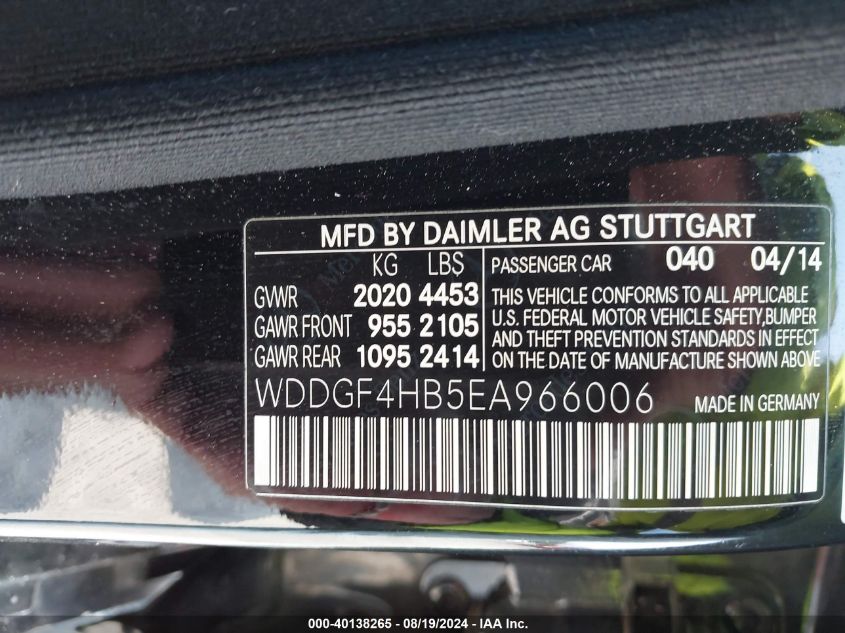 MFD BY DAIMLER AG STUTTGART
KG LBS
GVWR 2020 4453
GAWR FRONT 955 2105
GAWR REAR 1095 2414
PASSENGER CAR 040 04/14
THIS VEHICLE CONFORMS TO ALL APPLICABLE
U.S. FEDERAL MOTOR VEHICLE SAFETY,BUMPER
AND THEFT PREVENTION STANDARDS IN EFFECT
ON THE DATE OF MANUFACTURE SHOWN ABOVE
WDDGF4HB5EA966006 MADE IN GERMANY
000-40138265 - 08/19/2024 - IAA Inc.